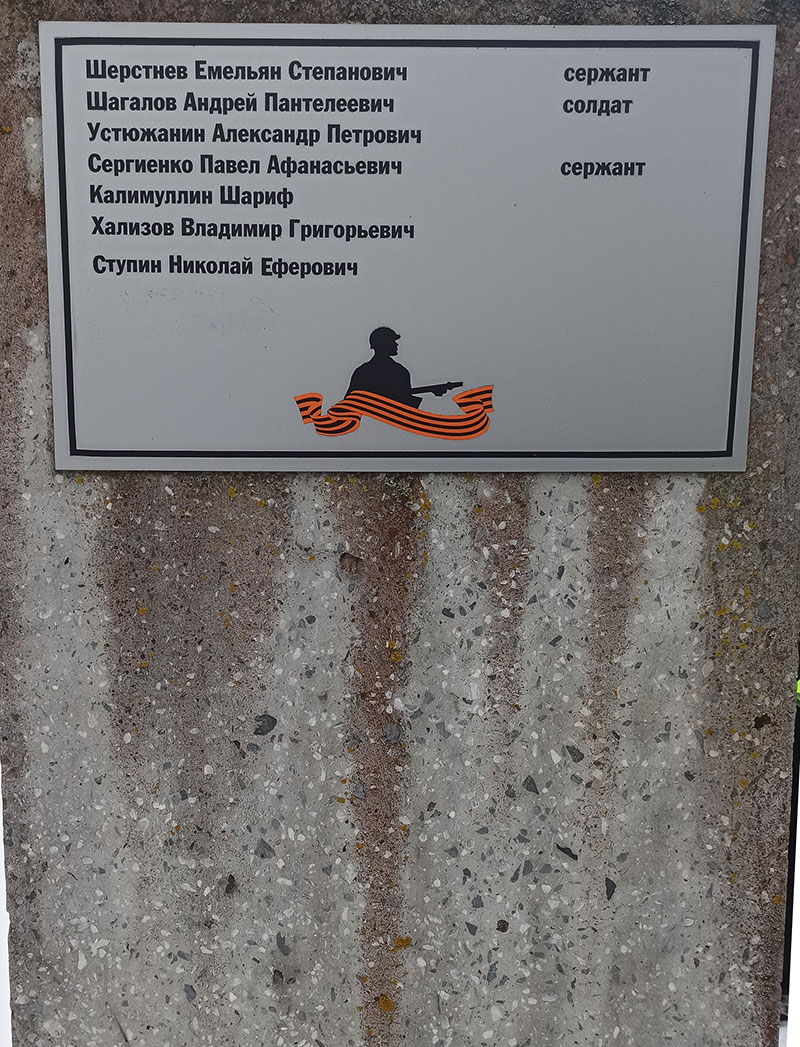 Шерстнев Емельян Степанович сержант
Шагалов Андрей Пантелеевич солдат
Устюжанин Александр Петрович
Сергиенко Павел Афанасьевич сержант
Калимуллин Шариф
Хализов Владимир Григорьевич
Ступин Николай Еферович